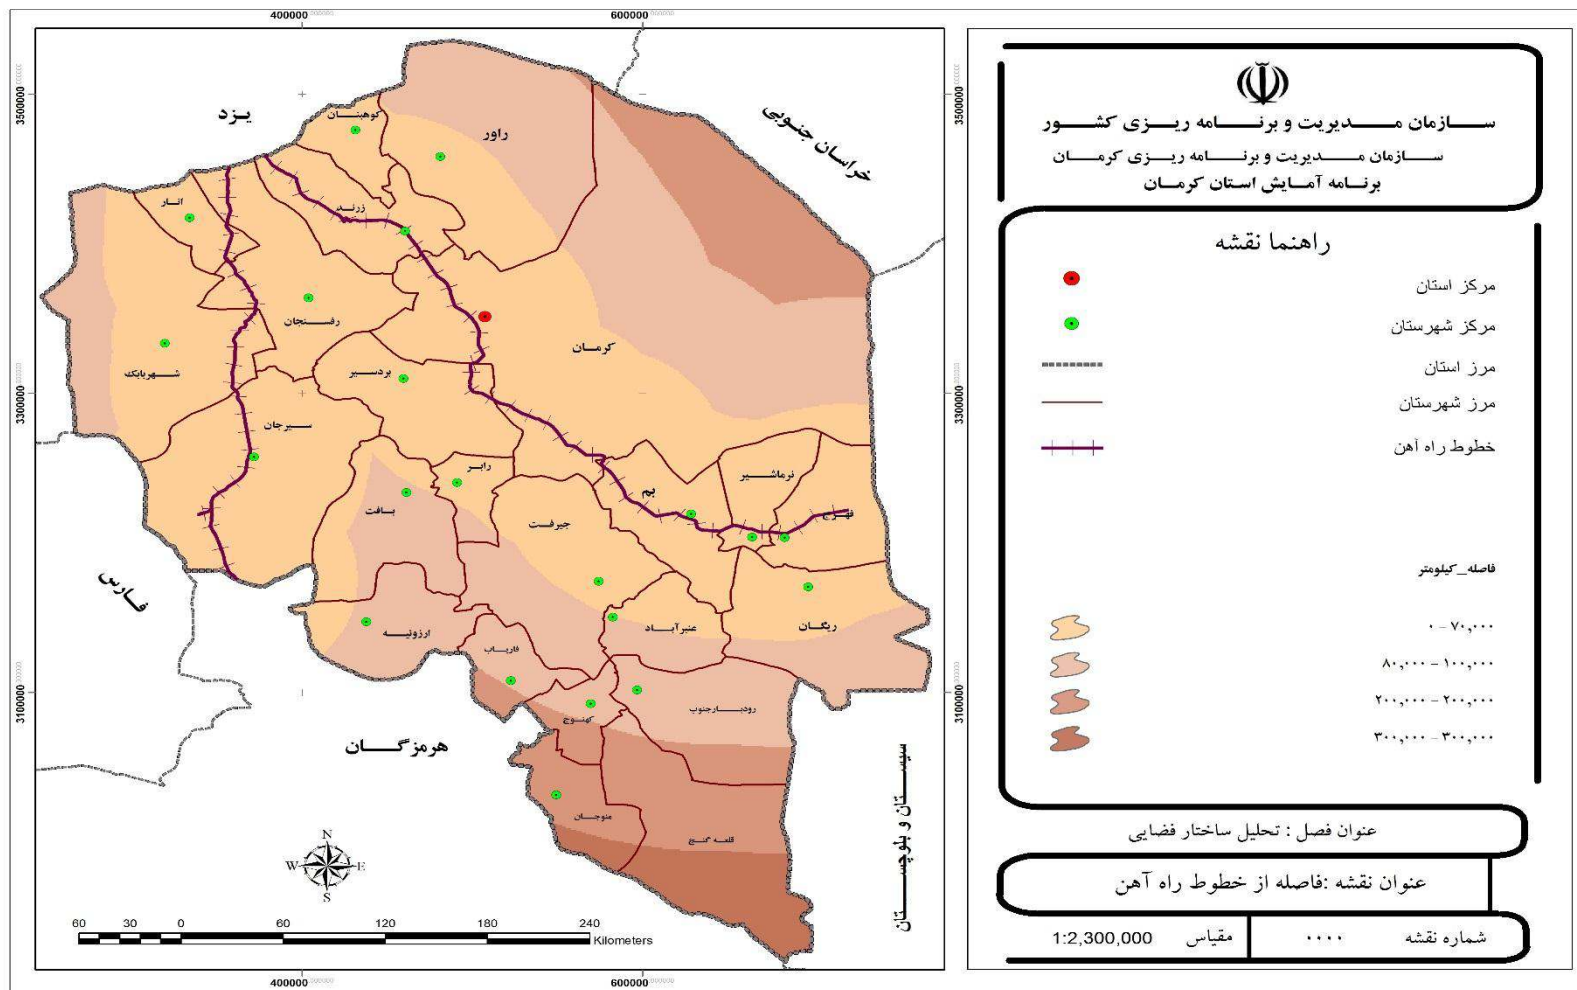 400000
600000
3500000
3300000
3100000
3500000
3300000
3100000
400000
600000
یزد
خراسان جنوبی
فارس
هرمزگان
سیستان و بلوچستان
کوهبنان
راور
انار
زرند
رفسنجان
کرمان
شهربابک
بردسیر
سیرجان
رابر
بافت
جیرفت
بم
نرماشیر
فهرج
ریگان
عنبرآباد
ارزوئیه
فاریاب
کهنوج
رودبارجنوب
منوجان
قلعه گنج
N
W E
S
60 30 0 60 120 180 240
Kilometers
سازمان مدیریت و برنامه ریزی کشور
سازمان مدیریت و برنامه ریزی کرمان
برنامه آمایش استان کرمان
راهنما نقشه
مرکز استان
مرکز شهرستان
مرز استان
مرز شهرستان
خطوط راه آهن
فاصله_کیلومتر
۰ - ۷۰,۰۰۰
۸۰,۰۰۰ - ۱۰۰,۰۰۰
۲۰۰,۰۰۰ - ۲۰۰,۰۰۰
۳۰۰,۰۰۰ - ۳۰۰,۰۰۰
عنوان فصل : تحلیل ساختار فضایی
عنوان نقشه :فاصله از خطوط راه آهن
شماره نقشه ۰۰۰۰ مقیاس 1:2,300,000